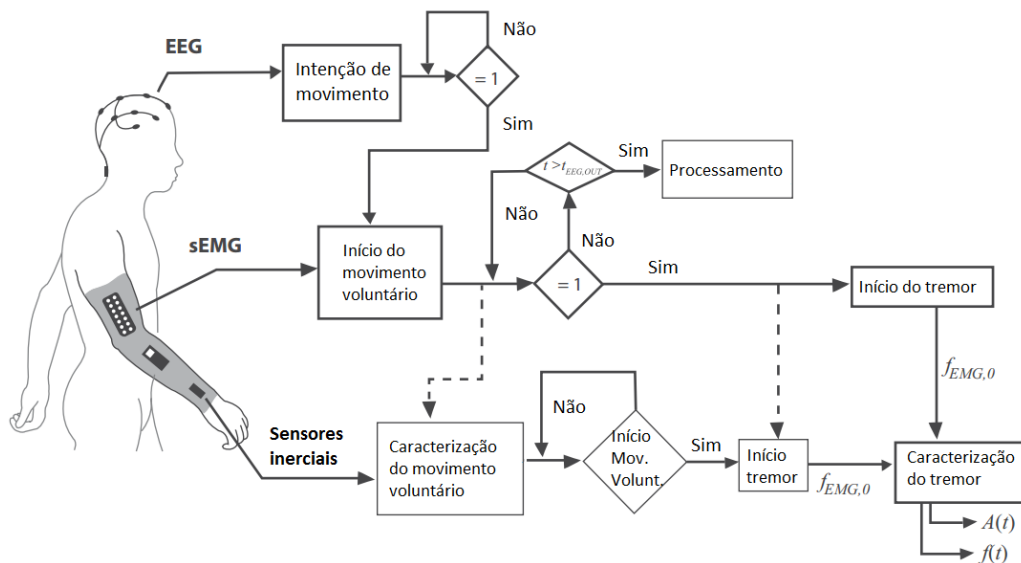 EEG
Intenção de
movimento
Não
= 1
Sim
t >t_EEG,OUT
Sim
Processamento
Não
Não
sEMG
Início do
movimento
voluntário
= 1
Sim
Início do tremor
f_EMG,0
Sensores
inerciais
Caracterização
do movimento
voluntário
Não
Início
Mov.
Volunt.
Sim
Início
tremor
f_EMG,0
Caracterização
do tremor
A(t)
f(t)